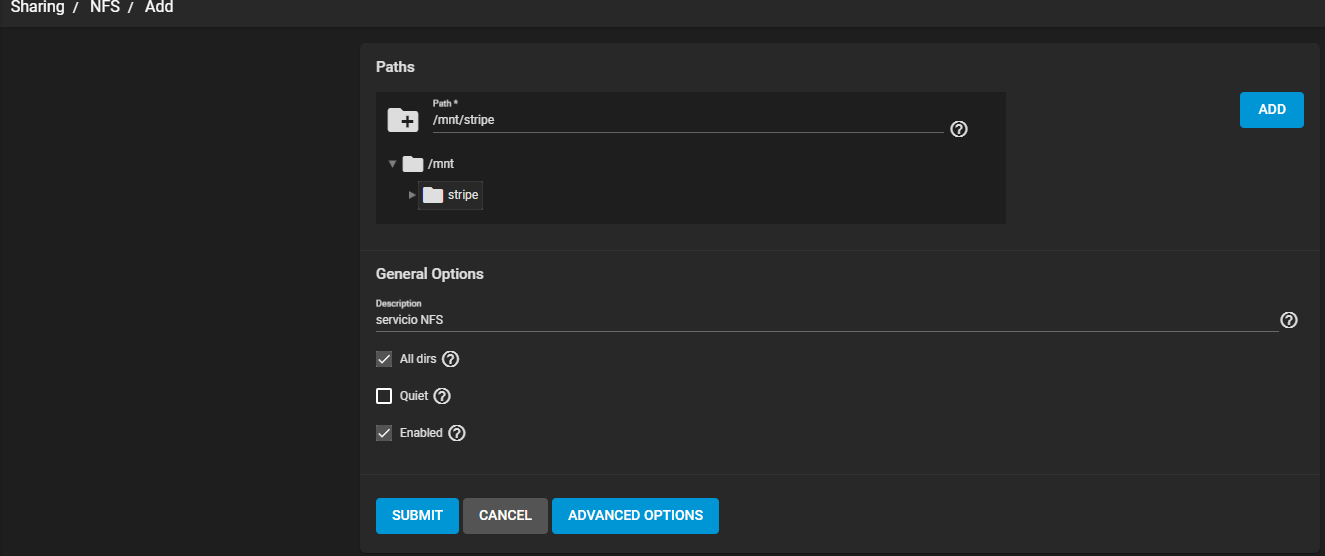 Sharing / NFS / Add
Paths
Path *
/mnt/stripe
ADD
/mnt
stripe
General Options
Description
servicio NFS
All dirs
Quiet
Enabled
SUBMIT CANCEL ADVANCED OPTIONS